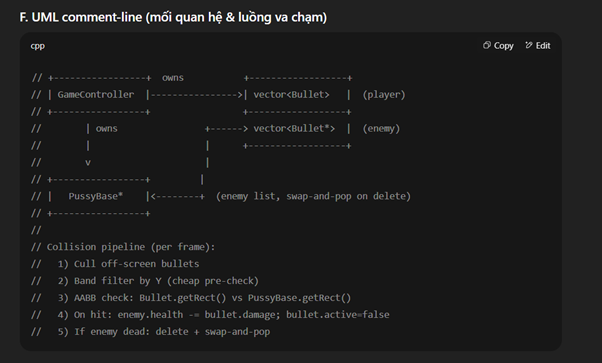 F. UML comment-line (mối quan hệ & luồng va chạm)
cpp Copy Edit
// +----------------+  owns           +-----------------+
// | GameController |---------------->| vector<Bullet>  |  (player)
// +----------------+                 +-----------------+
//        | owns               +------> vector<Bullet*>  |  (enemy)
//        |                    |      +-----------------+
//        v                    |
// +----------------+         |
// |   PussyBase*   |<--------+  (enemy list, swap-and-pop on delete)
// +----------------+
//
// Collision pipeline (per frame):
//   1) Cull off-screen bullets
//   2) Band filter by Y (cheap pre-check)
//   3) AABB check: Bullet.getRect() vs PussyBase.getRect()
//   4) On hit: enemy.health -= bullet.damage; bullet.active=false
//   5) If enemy dead: delete + swap-and-pop